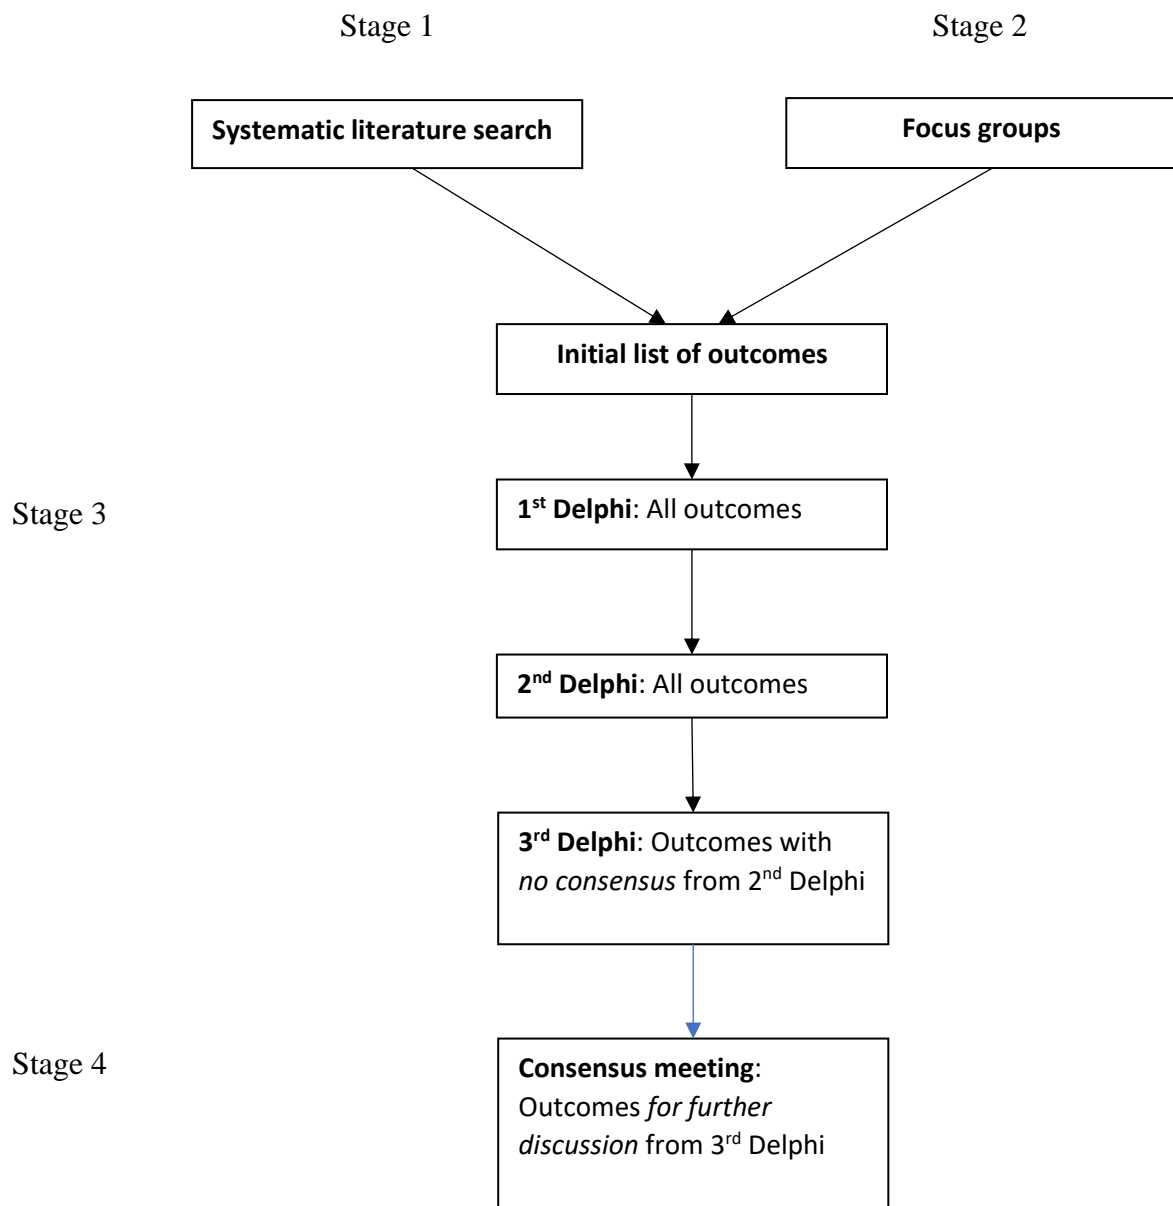 Stage 1
Stage 2
Systematic literature search
Focus groups
Initial list of outcomes
Stage 3
1st Delphi: All outcomes
2nd Delphi: All outcomes
3rd Delphi: Outcomes with
no consensus from 2nd Delphi
Stage 4
Consensus meeting:
Outcomes for further
discussion from 3rd Delphi